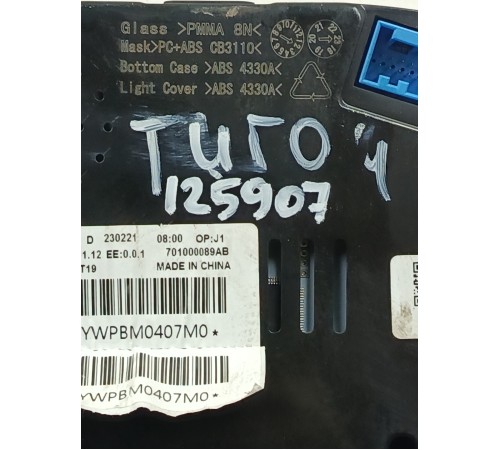 Glass >PMMA 8N<
Mask>PC+ABS CB3110<
Bottom Case >ABS 4330A<
Light Cover >ABS 4330A<
ТИГО 4
125907
D 230221 08:00 OP:J1
1.12 EE:0.0.1 701000089AB
T19 MADE IN CHINA
YWPBM0407M0*
YWPBM0407M0*